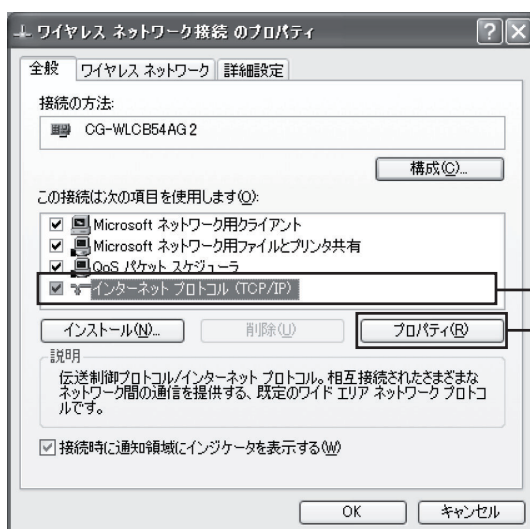 ワイヤレス ネットワーク接続 のプロパティ
全般 ワイヤレス ネットワーク 詳細設定
接続の方法:
CG-WLCB54AG2
構成(C)...
この接続は次の項目を使用します(O):
Microsoft ネットワーク用クライアント
Microsoft ネットワーク用ファイルとプリンタ共有
QoS パケット スケジューラ
インターネット プロトコル (TCP/IP)
インストール(N)... 削除(U) プロパティ(R)
説明
伝送制御プロトコル/インターネット プロトコル。相互接続されたさまざまな
ネットワーク間の通信を提供する、既定のワイド エリア ネットワーク プロトコ
ルです。
接続時に通知領域にインジケータを表示する(W)
OK キャンセル